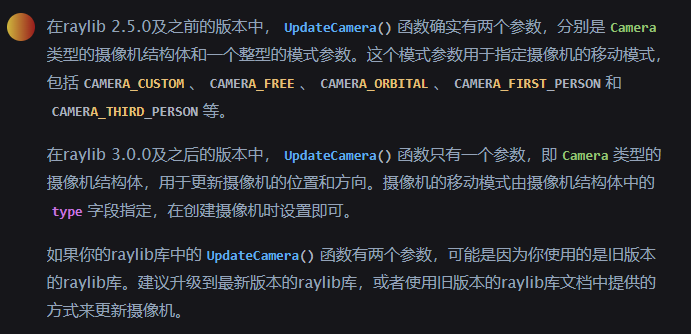 在raylib 2.5.0及之前的版本中， UpdateCamera() 函数确实有两个参数，分别是 Camera
类型的摄像机结构体和一个整型的模式参数。这个模式参数用于指定摄像机的移动模式，
包括 CAMERA_CUSTOM 、 CAMERA_FREE 、 CAMERA_ORBITAL 、 CAMERA_FIRST_PERSON 和
CAMERA_THIRD_PERSON 等。
在raylib 3.0.0及之后的版本中， UpdateCamera() 函数只有一个参数，即 Camera 类型的
摄像机结构体，用于更新摄像机的位置和方向。摄像机的移动模式由摄像机结构体中的
type 字段指定，在创建摄像机时设置即可。
如果你的raylib库中的 UpdateCamera() 函数有两个参数，可能是因为你使用的是旧版本
的raylib库。建议升级到最新版本的raylib库，或者使用旧版本的raylib库文档中提供的
方式来更新摄像机。